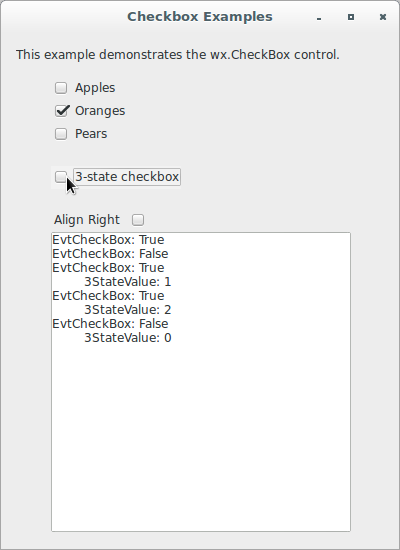 Checkbox Examples
This example demonstrates the wx.CheckBox control.
Apples
Oranges
Pears
3-state checkbox
Align Right
EvtCheckBox: True
EvtCheckBox: False
EvtCheckBox: True
3StateValue: 1
EvtCheckBox: True
3StateValue: 2
EvtCheckBox: False
3StateValue: 0